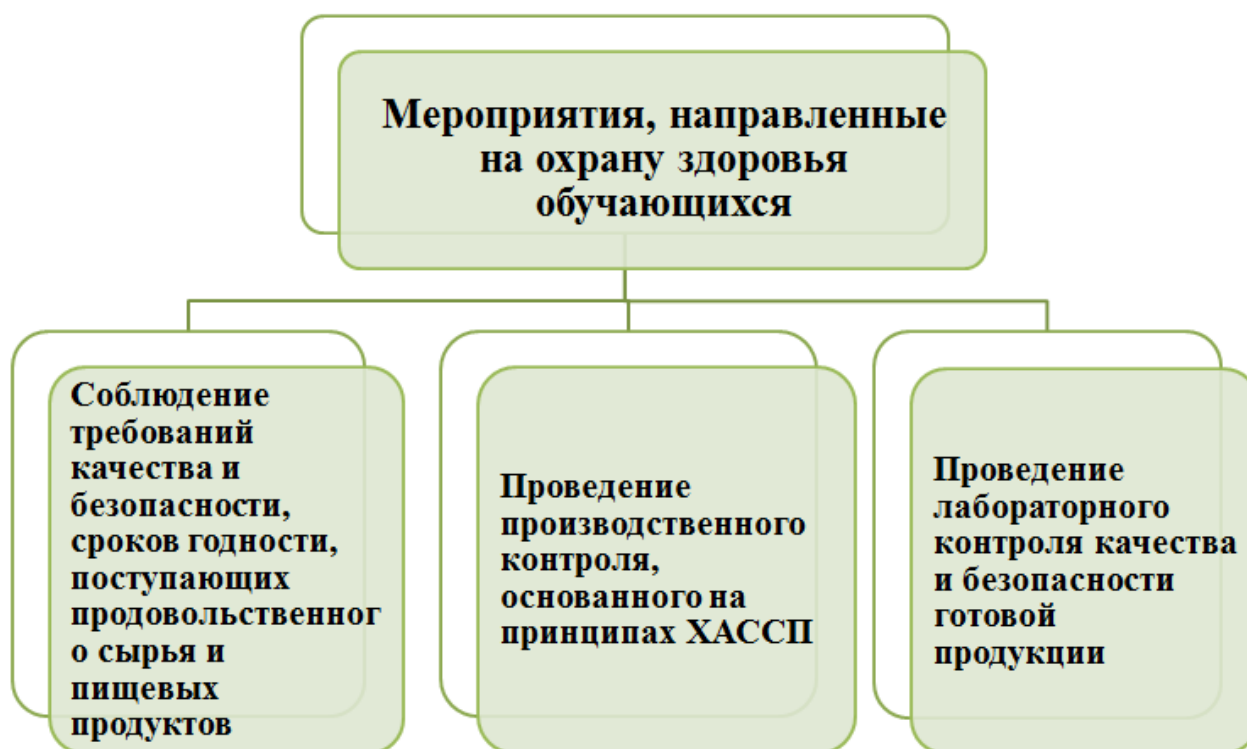 Мероприятия, направленные
на охрану здоровья
обучающихся
Соблюдение
требований
качества и
безопасности,
сроков годности,
поступающих
продовольственног
о сырья и
пищевых
продуктов
Проведение
производственного
контроля,
основанного на
принципах ХАССП
Проведение
лабораторного
контроля качества
и безопасности
готовой
продукции